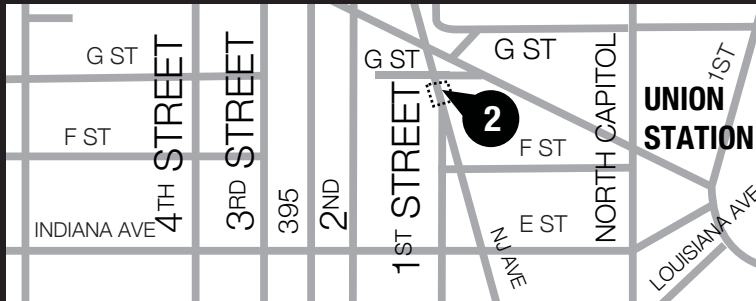 G ST
F ST
INDIANA AVE
4TH STREET
3RD STREET
395
2ND
G ST
1ST STREET
2
G ST
F ST
E ST
NJ AVE
NORTH CAPITOL
UNION
STATION
1ST
LOUISIANA AVE